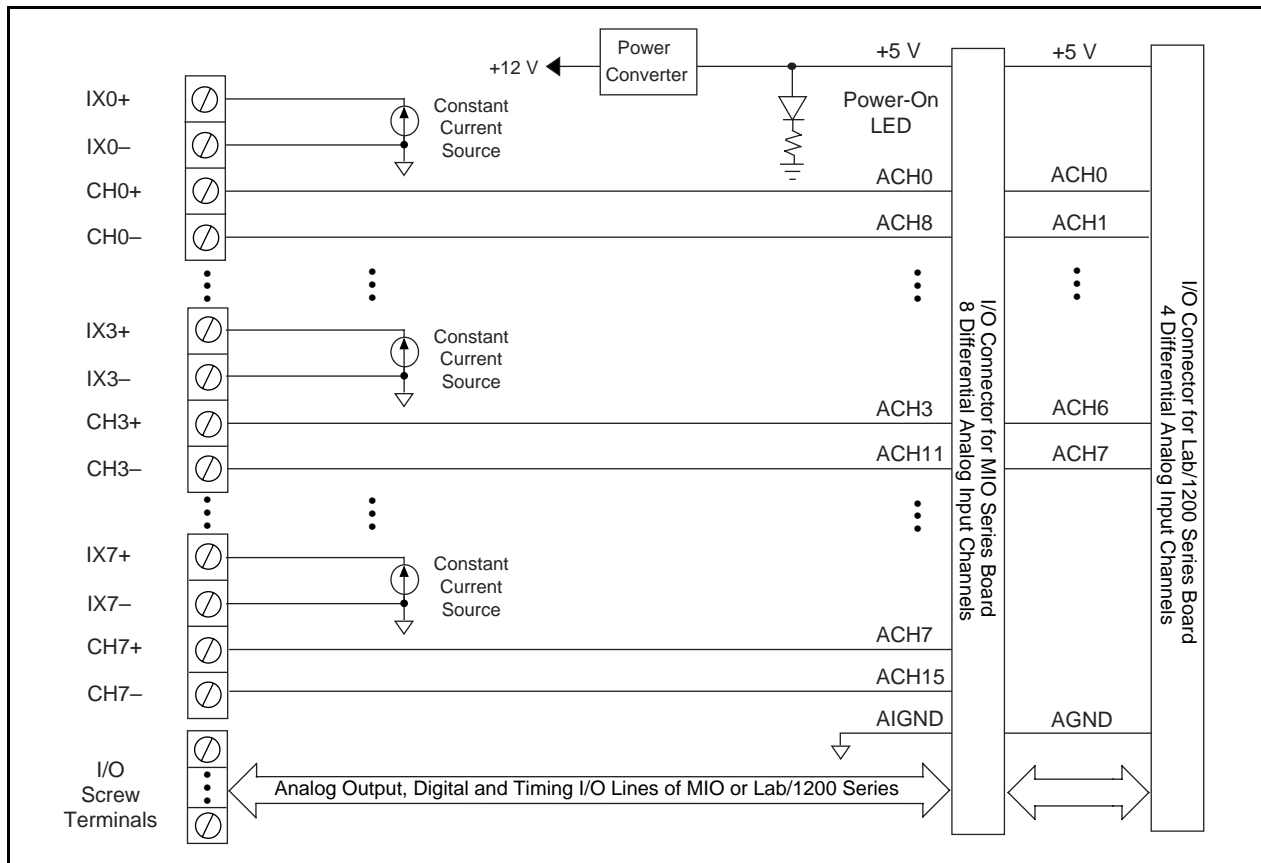 Power
Converter
+12 V
+5 V
+5 V
Power-On
LED
IX0+
IX0–
CH0+
CH0–
Constant
Current
Source
ACH0
ACH0
ACH8
ACH1
IX3+
IX3–
CH3+
CH3–
Constant
Current
Source
ACH3
ACH6
ACH11
ACH7
IX7+
IX7–
CH7+
CH7–
Constant
Current
Source
ACH7
ACH15
AIGND
AGND
I/O
Screw
Terminals
Analog Output, Digital and Timing I/O Lines of MIO or Lab/1200 Series
I/O Connector for MIO Series Board
8 Differential Analog Input Channels
I/O Connector for Lab/1200 Series Board
4 Differential Analog Input Channels